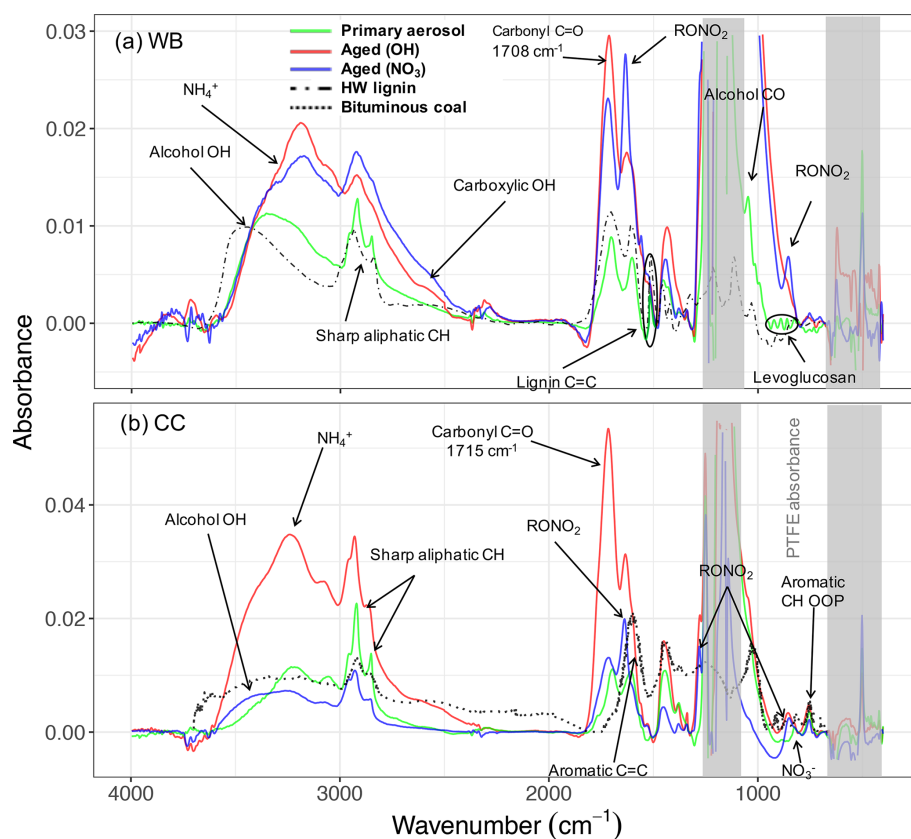 (a) WB
Primary aerosol
Aged (OH)
Aged (NO₃)
HW lignin
Bituminous coal
Carbonyl C=O
1708 cm⁻¹
RONO₂
NH₄⁺
Alcohol OH
Carboxylic OH
Alcohol CO
RONO₂
Sharp aliphatic CH
Lignin C=C
Levoglucosan
0.03
0.02
0.01
0.00
Absorbance
(b) CC
NH₄⁺
Carbonyl C=O
1715 cm⁻¹
Alcohol OH
Sharp aliphatic CH
RONO₂
PTFE absorbance
RONO₂
Aromatic
CH OOP
Aromatic C=C
NO₃⁻
0.04
0.02
0.00
4000
3000
2000
1000
Wavenumber (cm⁻¹)